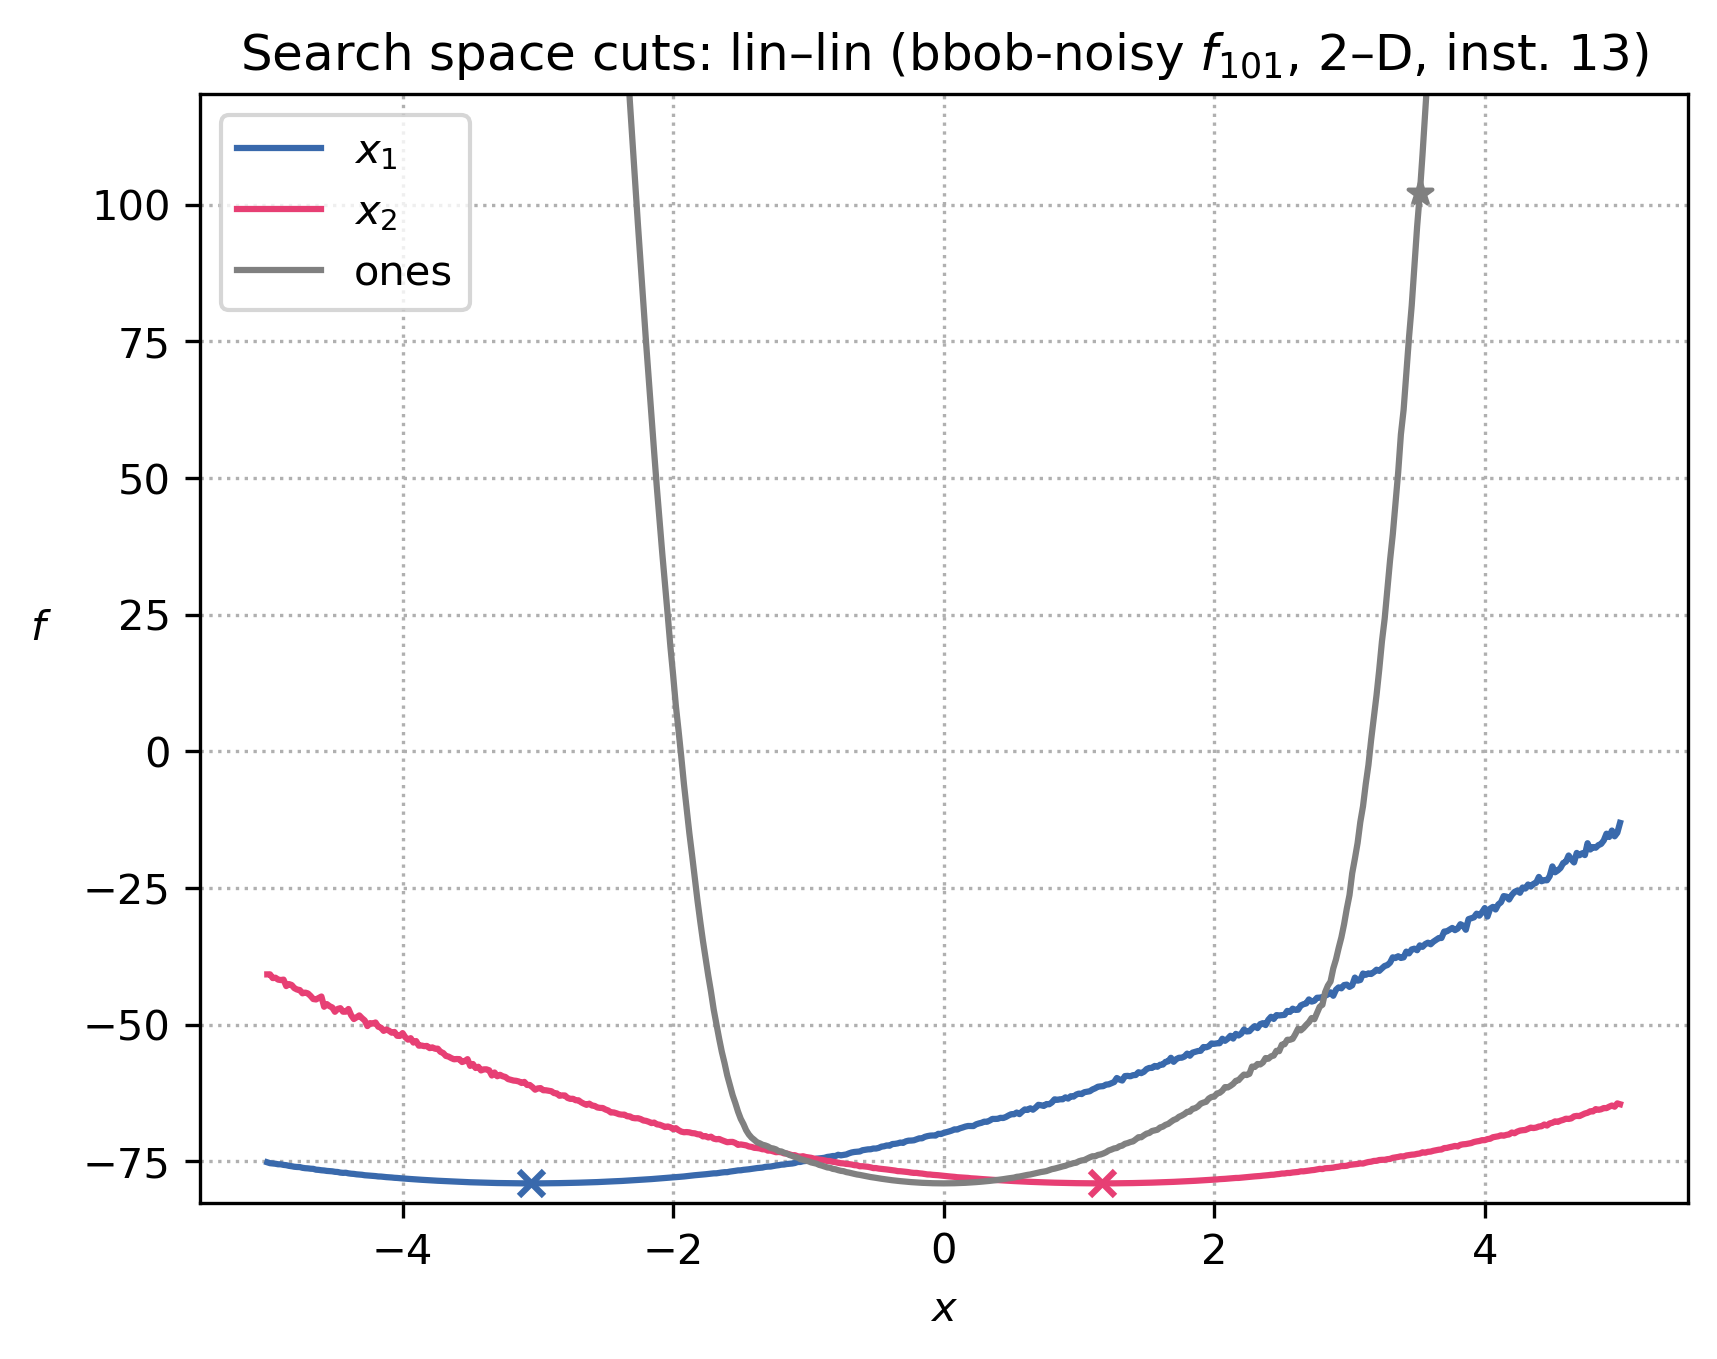 Search space cuts: lin–lin (bbob-noisy f₁₀₁, 2–D, inst. 13)
x₁
x₂
ones
100
75
50
25
0
−25
−50
−75
f
−4 −2 0 2 4
x